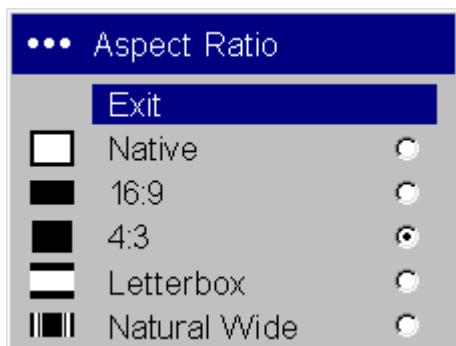 ••• Aspect Ratio
Exit
Native
16:9
4:3
Letterbox
Natural Wide